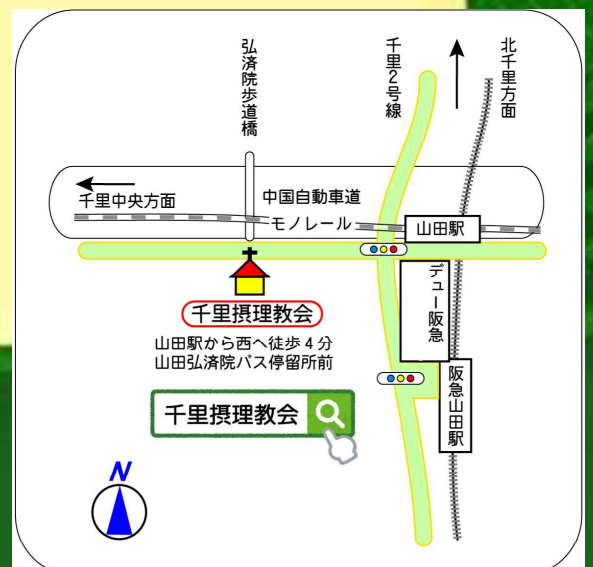 弘済院歩道橋
千里2号線
北千里方面
千里中央方面
中国自動車道
モノレール
山田駅
デュー阪急
千里摂理教会
山田駅から西へ徒歩4分
山田弘済院バス停留所前
千里摂理教会
阪急山田駅
N